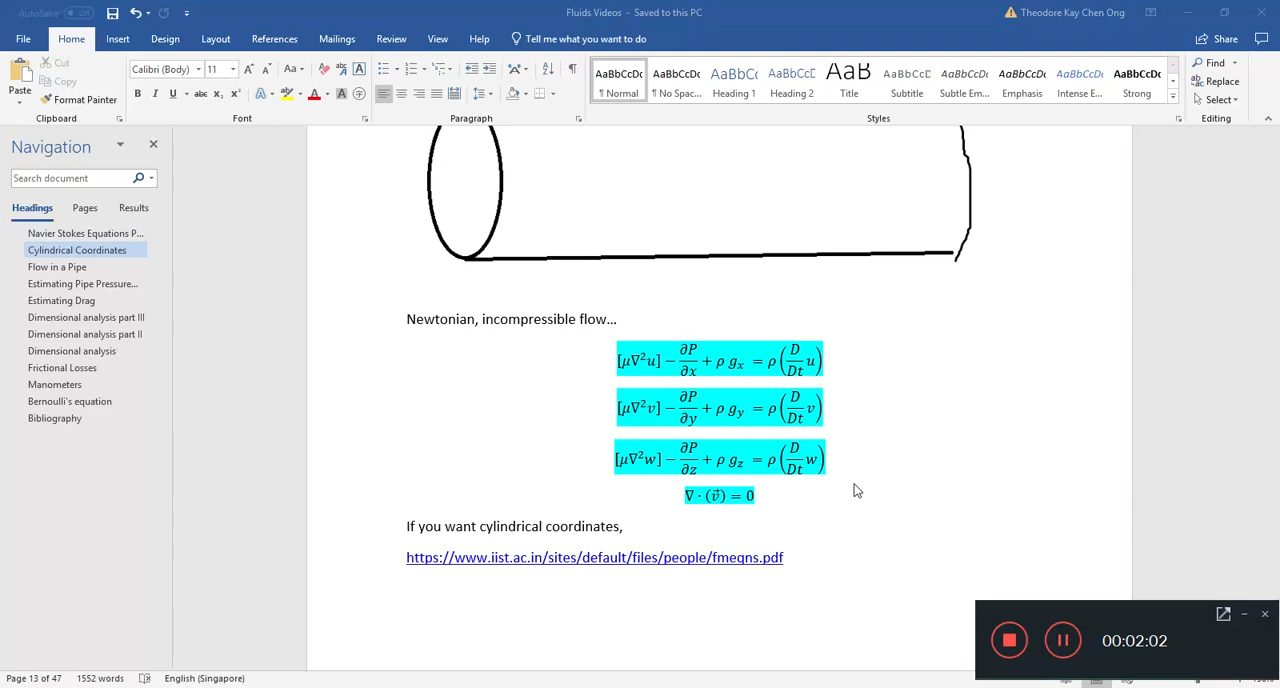 AutoSave Off
Fluids Videos - Saved to this PC
Theodore Kay Chen Ong
File Home Insert Design Layout References Mailings Review View Help Tell me what you want to do
Share
Paste
Cut
Copy
Format Painter
Clipboard
Calibri (Body) 11
Font
Paragraph
AaBbCcDc AaBbCcDc AaBbC AaBbCcD AaB AaBbCcD AaBbCcDc AaBbCcDc AaBbCcDc AaBbCcDc
¶ Normal ¶ No Spac... Heading 1 Heading 2 Title Subtitle Subtle Em... Emphasis Intense E... Strong
Styles
Find
Replace
Select
Editing
Navigation
Search document
Headings Pages Results
Navier Stokes Equations P...
Cylindrical Coordinates
Flow in a Pipe
Estimating Pipe Pressure...
Estimating Drag
Dimensional analysis part III
Dimensional analysis part II
Dimensional analysis
Frictional Losses
Manometers
Bernoulli's equation
Bibliography
Newtonian, incompressible flow...
[μ∇²u] − ∂P/∂x + ρ gₓ = ρ(D/Dt u)
[μ∇²v] − ∂P/∂y + ρ g_y = ρ(D/Dt v)
[μ∇²w] − ∂P/∂z + ρ g_z = ρ(D/Dt w)
∇ · (v⃗) = 0
If you want cylindrical coordinates,
https://www.iist.ac.in/sites/default/files/people/fmeqns.pdf
00:02:02
Page 13 of 47 1552 words English (Singapore)